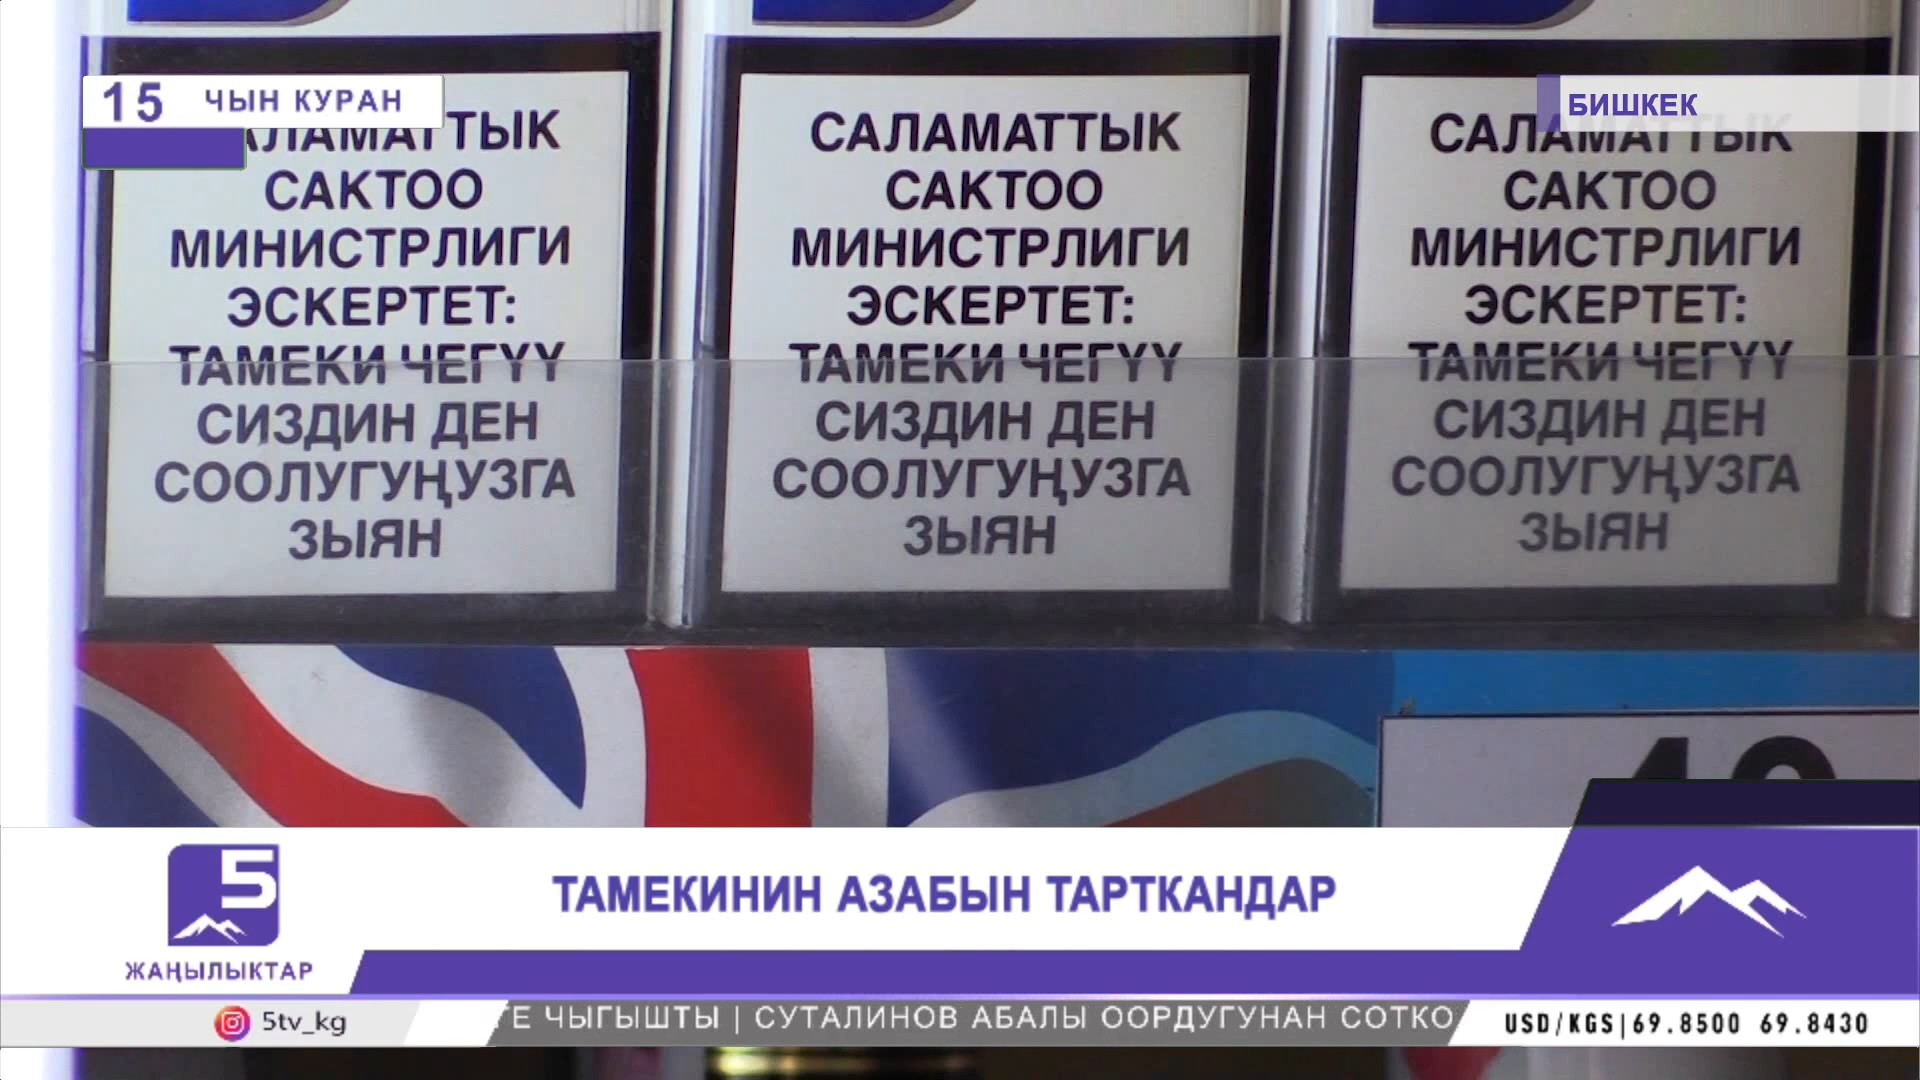 15 ЧЫН КУРАН
БИШКЕК
САЛАМАТТЫК
САКТОО
МИНИСТРЛИГИ
ЭСКЕРТЕТ:
ТАМЕКИ ЧЕГҮҮ
СИЗДИН ДЕН
СООЛУГУҢУЗГА
ЗЫЯН
САЛАМАТТЫК
САКТОО
МИНИСТРЛИГИ
ЭСКЕРТЕТ:
ТАМЕКИ ЧЕГҮҮ
СИЗДИН ДЕН
СООЛУГУҢУЗГА
ЗЫЯН
САЛАМАТТЫК
САКТОО
МИНИСТРЛИГИ
ЭСКЕРТЕТ:
ТАМЕКИ ЧЕГҮҮ
СИЗДИН ДЕН
СООЛУГУҢУЗГА
ЗЫЯН
5
ЖАҢЫЛЫКТАР
ТАМЕКИНИН АЗАБЫН ТАРТКАНДАР
5tv_kg
ЧЫГЫШТЫ | СУТАЛИНОВ АБАЛЫ ООРДУГУНАН СОТКО
USD/KGS|69.8500 69.8430